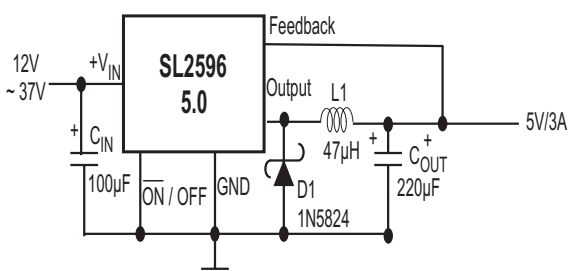 Feedback
12V
~ 37V
+VIN
SL2596
5.0
Output
L1
5V/3A
+
CIN
100µF
47µH
+
+
COUT
220µF
ON / OFF
GND
D1
1N5824